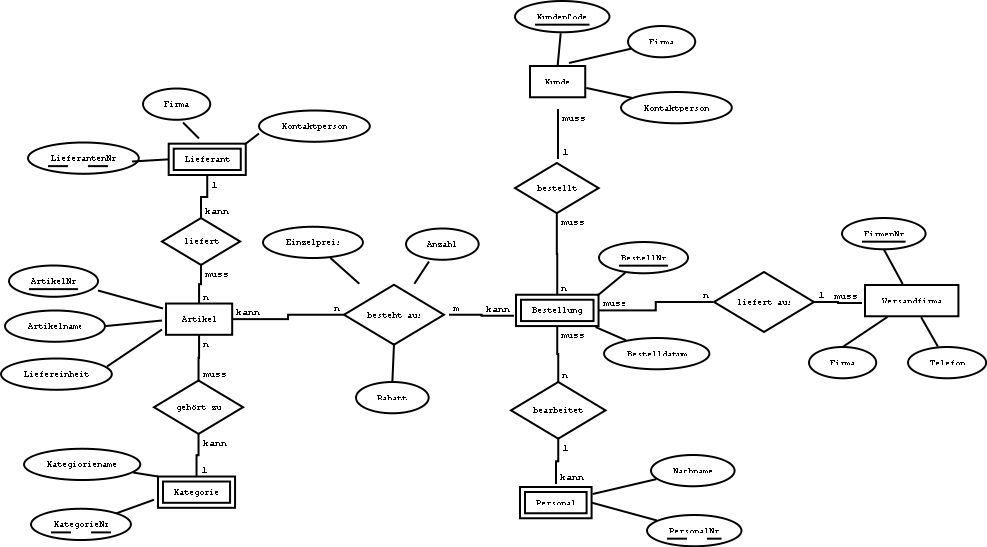 KundenCode
Firma
Kunde
Kontaktperson
muss
1
bestellt
muss
n
Firma
Kontaktperson
LieferantenNr
Lieferant
1
kann
liefert
muss
n
Einzelpreis
Anzahl
ArtikelNr
Artikelname
Liefereinheit
Artikel
kann
n
besteht aus
m
kann
Rabatt
BestellNr
Bestellung
muss
n
liefert aus
1
muss
FirmenNr
Versandfirma
Firma
Telefon
Bestelldatum
muss
n
bearbeitet
1
kann
n
muss
gehört zu
kann
1
Kategioriename
Kategorie
KategorieNr
Nachname
Personal
PersonalNr